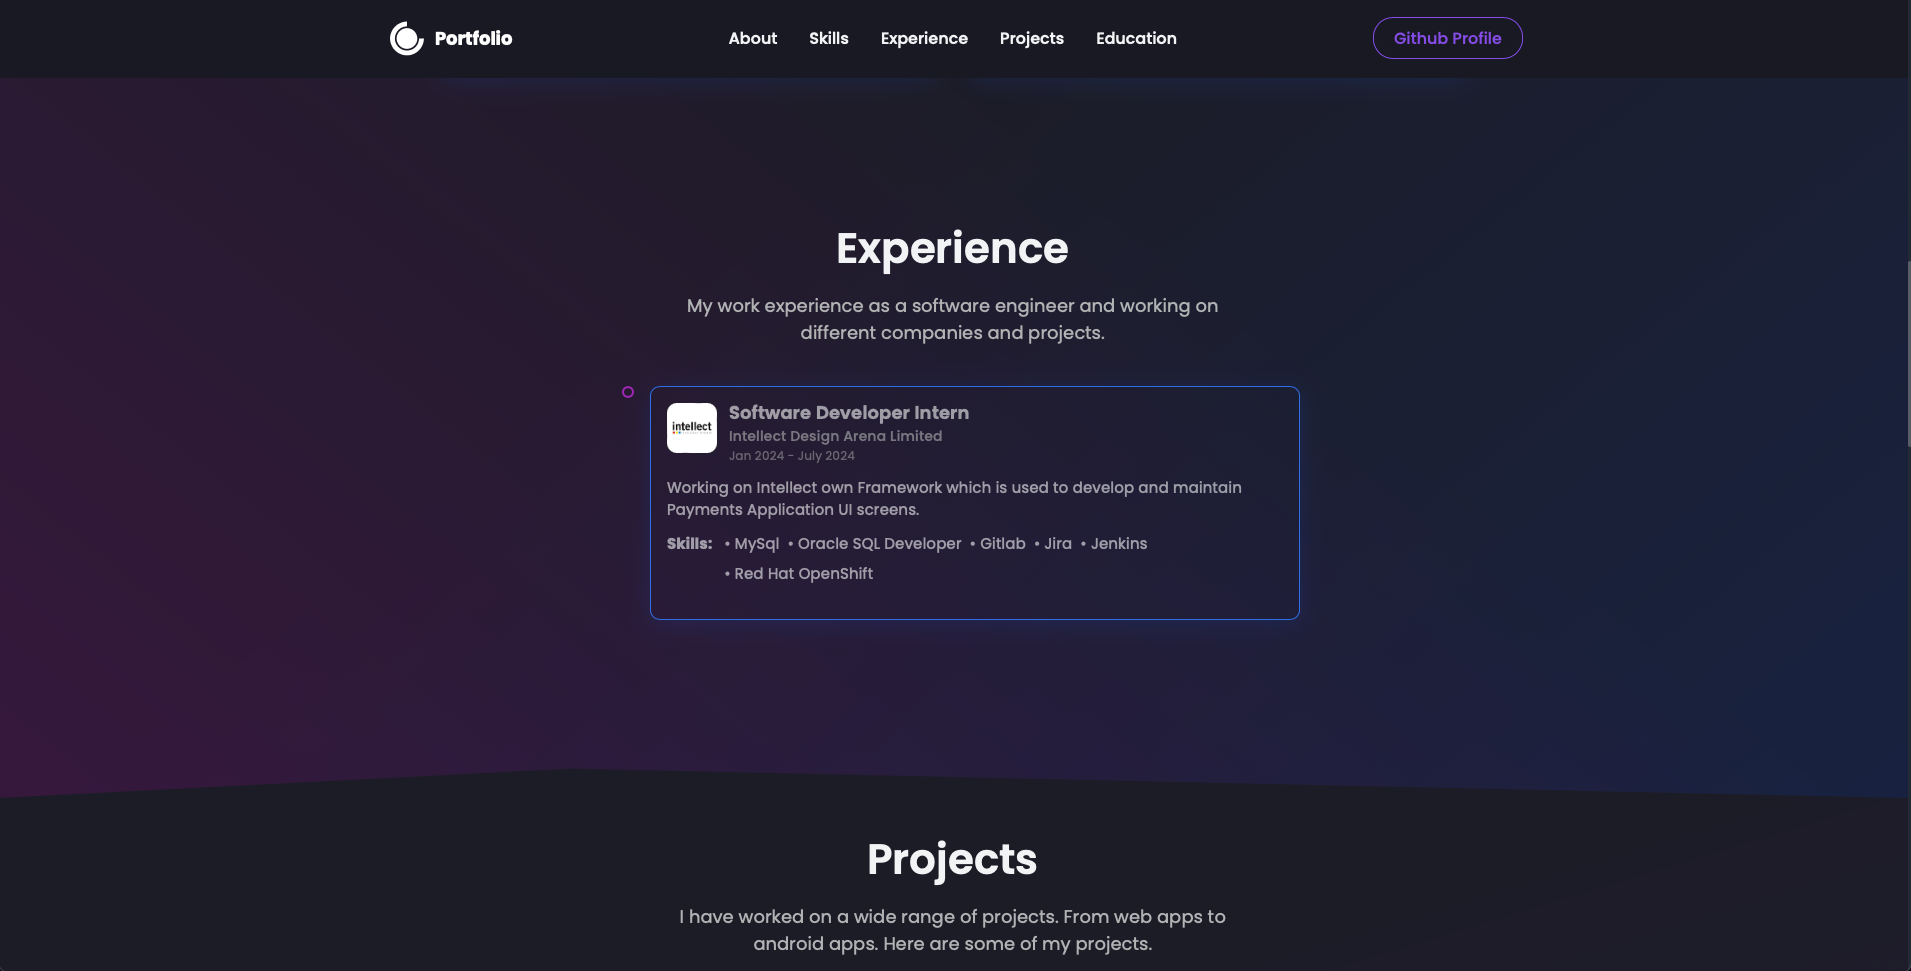 Portfolio
About
Skills
Experience
Projects
Education
Github Profile
Experience
My work experience as a software engineer and working on
different companies and projects.
intellect
Software Developer Intern
Intellect Design Arena Limited
Jan 2024 - July 2024
Working on Intellect own Framework which is used to develop and maintain
Payments Application UI screens.
Skills: • MySql • Oracle SQL Developer • Gitlab • Jira • Jenkins
• Red Hat OpenShift
Projects
I have worked on a wide range of projects. From web apps to
android apps. Here are some of my projects.